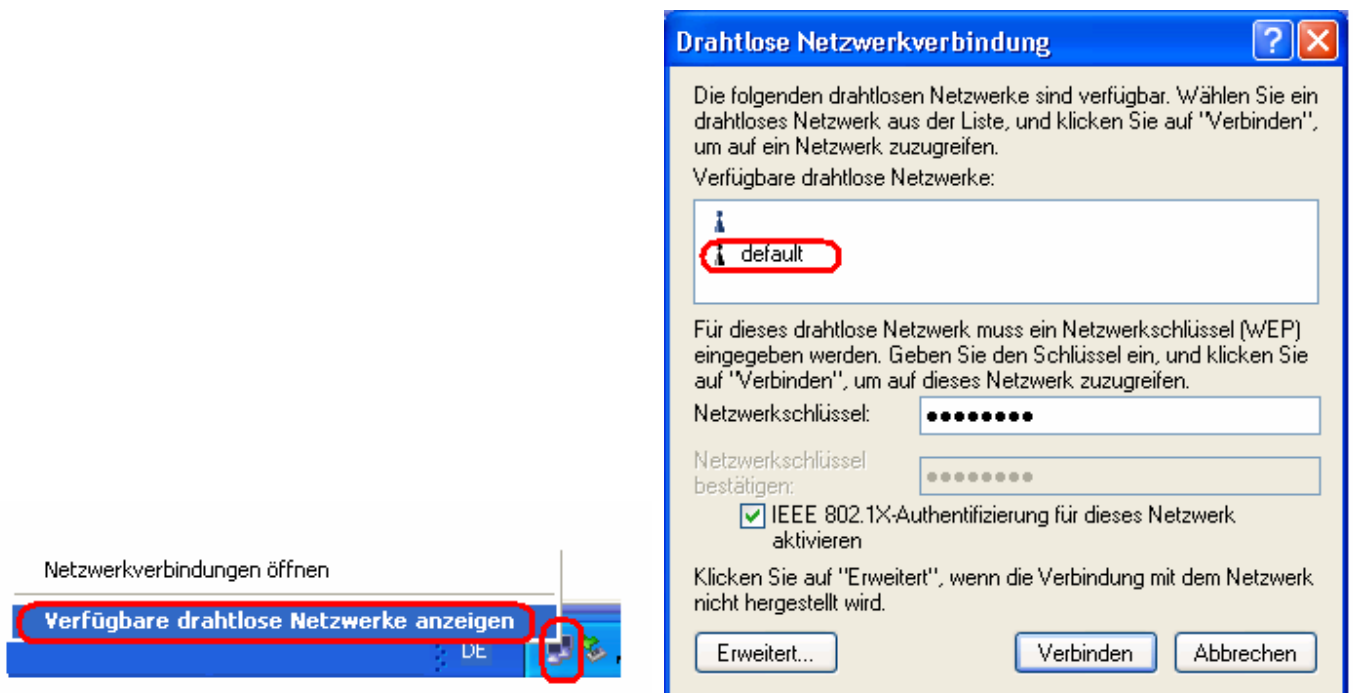 Netzwerkverbindungen öffnen
Verfügbare drahtlose Netzwerke anzeigen
DE
Drahtlose Netzwerkverbindung
Die folgenden drahtlosen Netzwerke sind verfügbar. Wählen Sie ein
drahtloses Netzwerk aus der Liste, und klicken Sie auf "Verbinden",
um auf ein Netzwerk zuzugreifen.
Verfügbare drahtlose Netzwerke:
default
Für dieses drahtlose Netzwerk muss ein Netzwerkschlüssel (WEP)
eingegeben werden. Geben Sie den Schlüssel ein, und klicken Sie
auf "Verbinden", um auf dieses Netzwerk zuzugreifen.
Netzwerkschlüssel: ●●●●●●●●
Netzwerkschlüssel
bestätigen: ●●●●●●●●
IEEE 802.1X-Authentifizierung für dieses Netzwerk
aktivieren
Klicken Sie auf "Erweitert", wenn die Verbindung mit dem Netzwerk
nicht hergestellt wird.
Erweitert... Verbinden Abbrechen